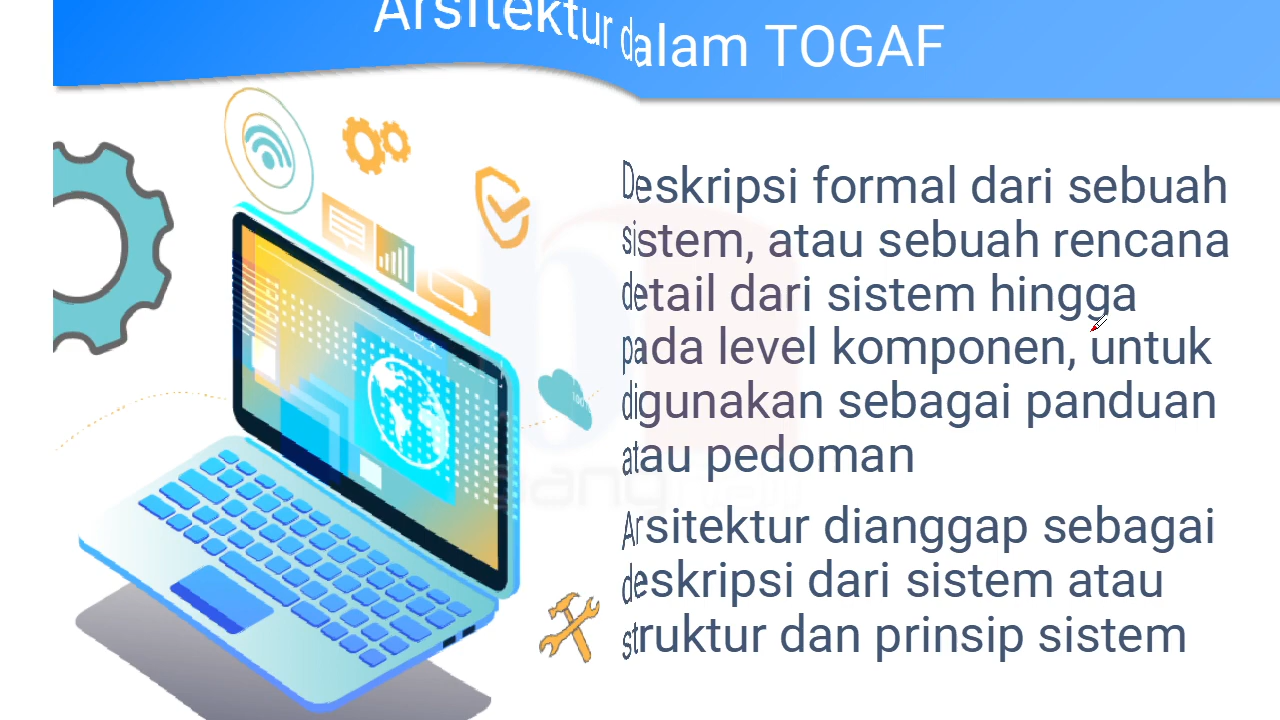 Arsitektur dalam TOGAF
Deskripsi formal dari sebuah
sistem, atau sebuah rencana
detail dari sistem hingga
pada level komponen, untuk
digunakan sebagai panduan
atau pedoman
Arsitektur dianggap sebagai
deskripsi dari sistem atau
struktur dan prinsip sistem